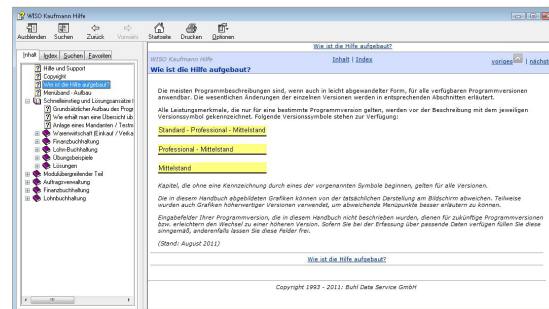 WISO Kaufmann Hilfe
Ausblenden Suchen Zurück Vorwärts Startseite Drucken Optionen
Inhalt Index Suchen Favoriten
Hilfe und Support
Copyright
Wie ist die Hilfe aufgebaut?
Menüband - Aufbau
Schnelleinstieg und Lösungsansätze f
Grundsätzlicher Aufbau des Progr
Wie erhält man eine Übersicht üb
Anlage eines Mandanten / Testm
Warenwirtschaft (Einkauf / Verka
Finanzbuchhaltung
Lohn-Buchhaltung
Übungsbeispiele
Lösungen
Modulübergreifender Teil
Auftragsverwaltung
Finanzbuchhaltung
Lohnbuchhaltung
Wie ist die Hilfe aufgebaut?
WISO Kaufmann Hilfe Inhalt | Index voriges | nächst
Wie ist die Hilfe aufgebaut?
Die meisten Programmbeschreibungen sind, wenn auch in leicht abgewandelter Form, für alle verfügbaren Programmversionen
anwendbar. Die wesentlichen Änderungen der einzelnen Versionen werden in entsprechenden Abschnitten erläutert.
Alle Leistungsmerkmale, die nur für eine bestimmte Programmversion gelten, werden vor der Beschreibung mit dem jeweiligen
Versionssymbol gekennzeichnet. Folgende Versionssymbole stehen zur Verfügung:
Standard - Professional - Mittelstand
Professional - Mittelstand
Mittelstand
Kapitel, die ohne eine Kennzeichnung durch eines der vorgenannten Symbole beginnen, gelten für alle Versionen.
Die in diesem Handbuch abgebildeten Grafiken können von der tatsächlichen Darstellung am Bildschirm abweichen. Teilweise
wurden auch Grafiken höherwertiger Versionen verwendet, um abweichende Menüpunkte besser erläutern zu können.
Eingabefelder Ihrer Programmversion, die in diesem Handbuch nicht beschrieben wurden, dienen für zukünftige Programmversionen
bzw. erleichtern den Wechsel zu einer höheren Version. Sofern Sie bei der Erfassung über passende Daten verfügen füllen Sie diese
sinngemäß, anderenfalls lassen Sie diese Felder frei.
(Stand: August 2011)
Wie ist die Hilfe aufgebaut?
Copyright 1993 - 2011: Buhl Data Service GmbH